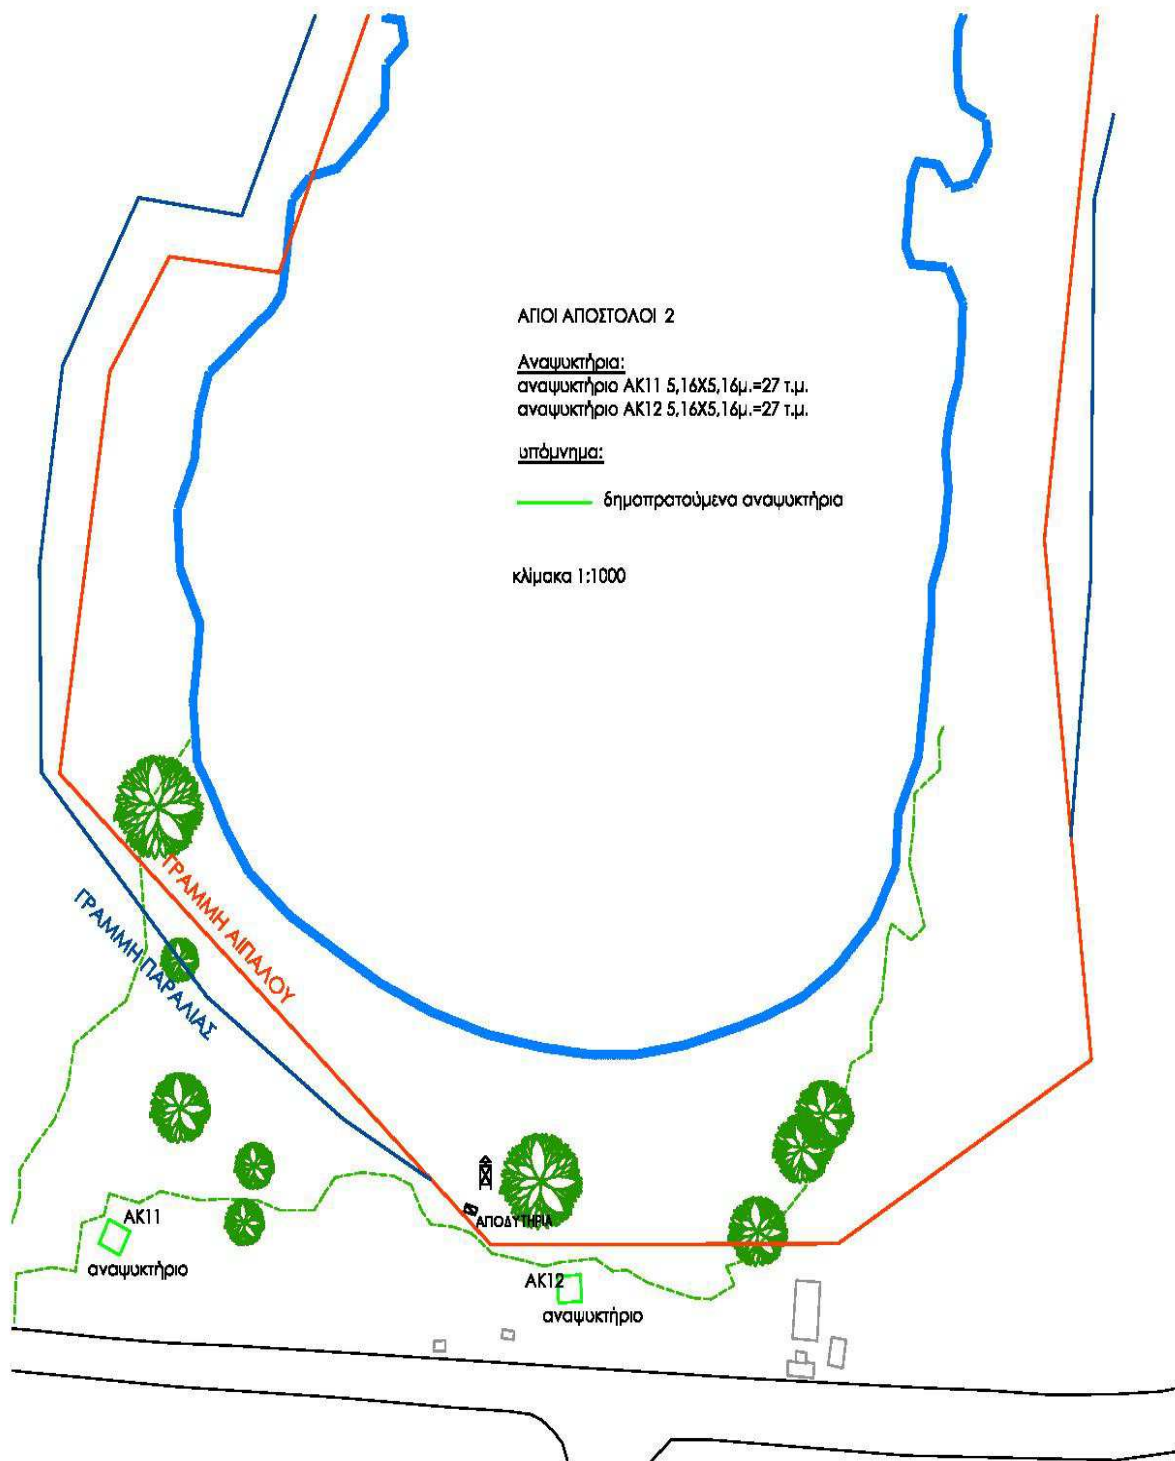 ΑΓΙΟΙ ΑΠΟΣΤΟΛΟΙ 2
Αναψυκτήρια:
αναψυκτήριο ΑΚ11 5,16Χ5,16μ.=27 τ.μ.
αναψυκτήριο ΑΚ12 5,16Χ5,16μ.=27 τ.μ.
υπόμνημα:
δημοπρατούμενα αναψυκτήρια
κλίμακα 1:1000
ΓΡΑΜΜΗ ΑΙΓΙΑΛΟΥ
ΓΡΑΜΜΗ ΠΑΡΑΛΙΑΣ
ΑΚ11
αναψυκτήριο
ΑΠΟΔΥΤΗΡΙΑ
ΑΚ12
αναψυκτήριο